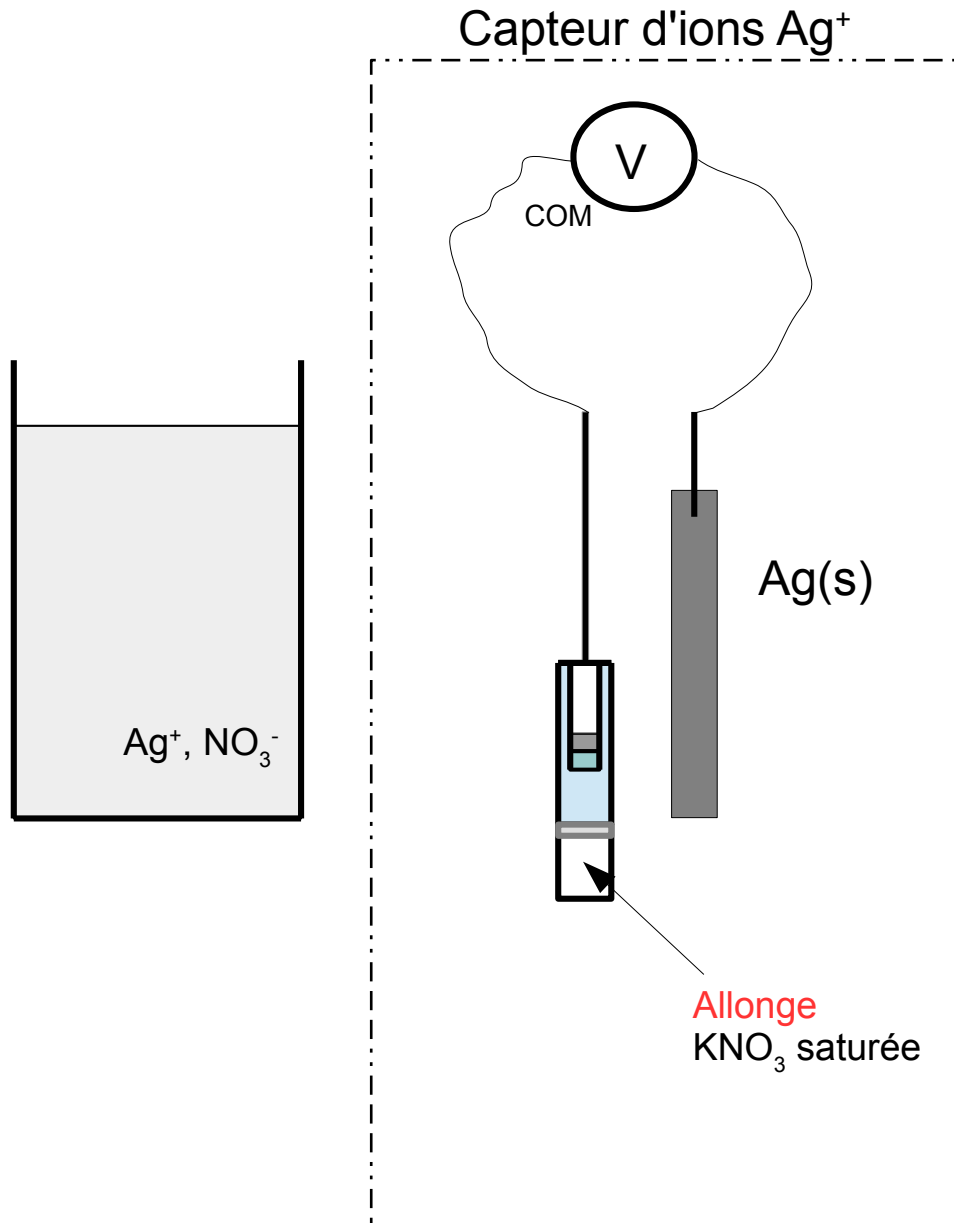 Capteur d'ions Ag⁺
V
COM
Ag(s)
Ag⁺, NO₃⁻
Allonge
KNO₃ saturée